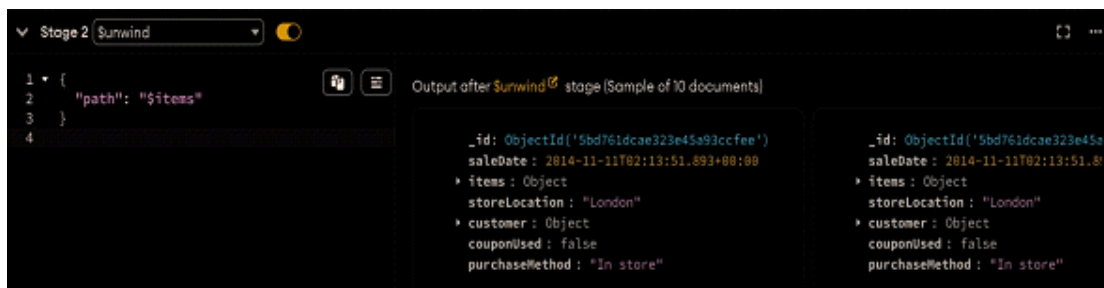 Stage 2 $unwind
1 {
2 "path": "$items"
3 }
4
Output after $unwind stage (Sample of 10 documents)
_id: ObjectId('5bd761dcae323e45a93ccfee')
saleDate : 2014-11-11T02:13:51.893+00:00
items : Object
storeLocation : "London"
customer : Object
couponUsed : false
purchaseMethod : "In store"
_id: ObjectId('5bd761dcae323e45a
saleDate : 2014-11-11T02:13:51.8
items : Object
storeLocation : "London"
customer : Object
couponUsed : false
purchaseMethod : "In store"